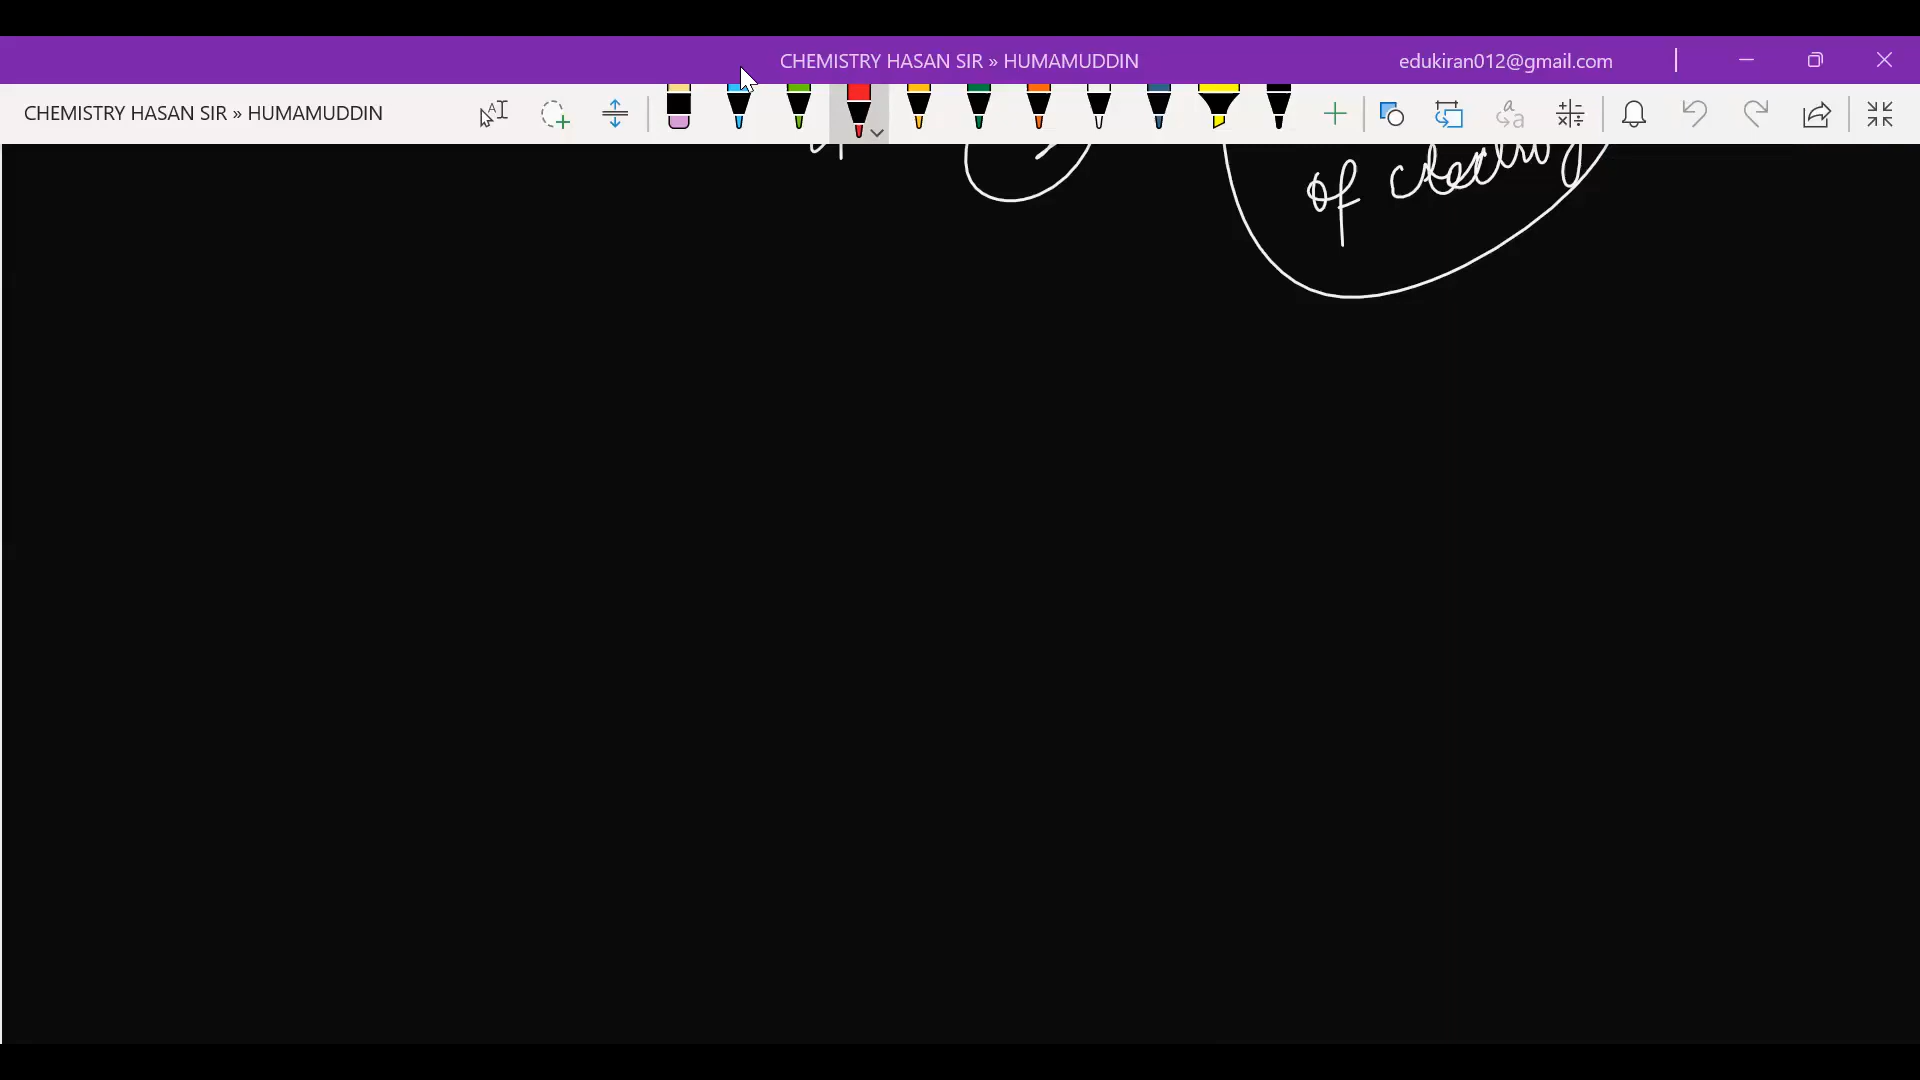 CHEMISTRY HASAN SIR » HUMAMUDDIN
edukiran012@gmail.com
CHEMISTRY HASAN SIR » HUMAMUDDIN
of